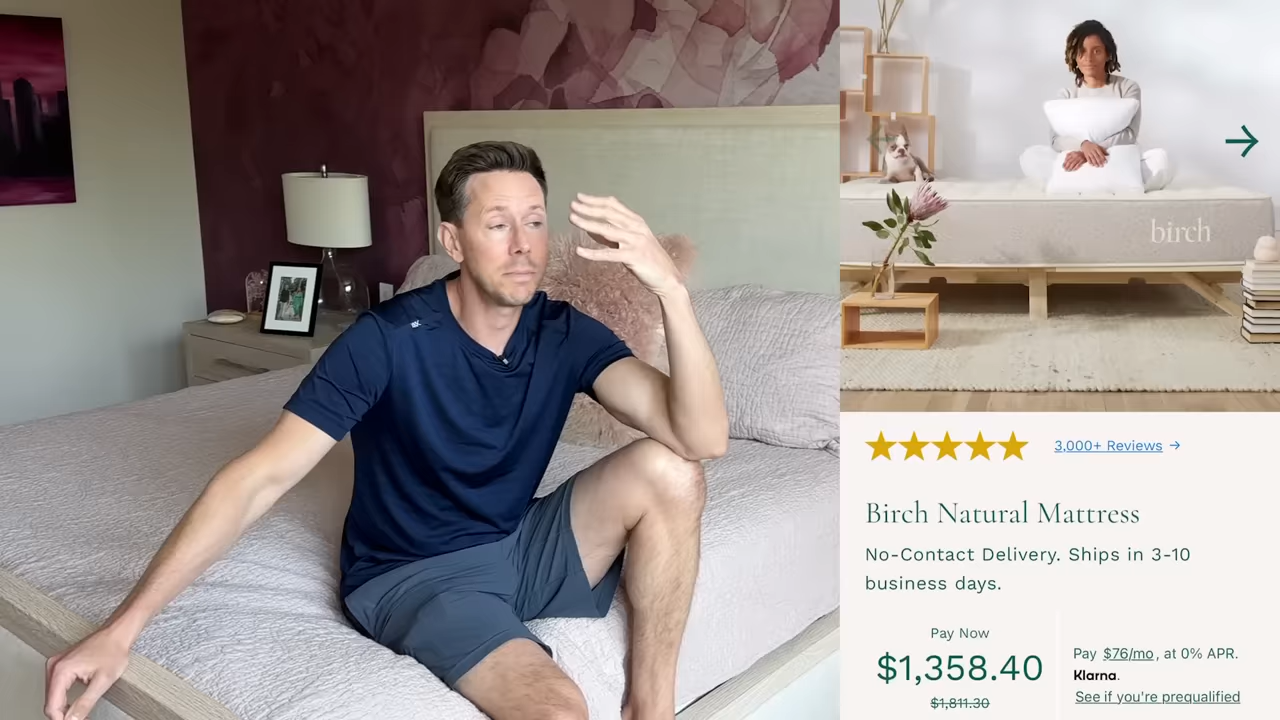 birch
3,000+ Reviews →
Birch Natural Mattress
No-Contact Delivery. Ships in 3-10
business days.
Pay Now
$1,358.40
$1,811.30
Pay $76/mo, at 0% APR.
Klarna.
See if you're prequalified